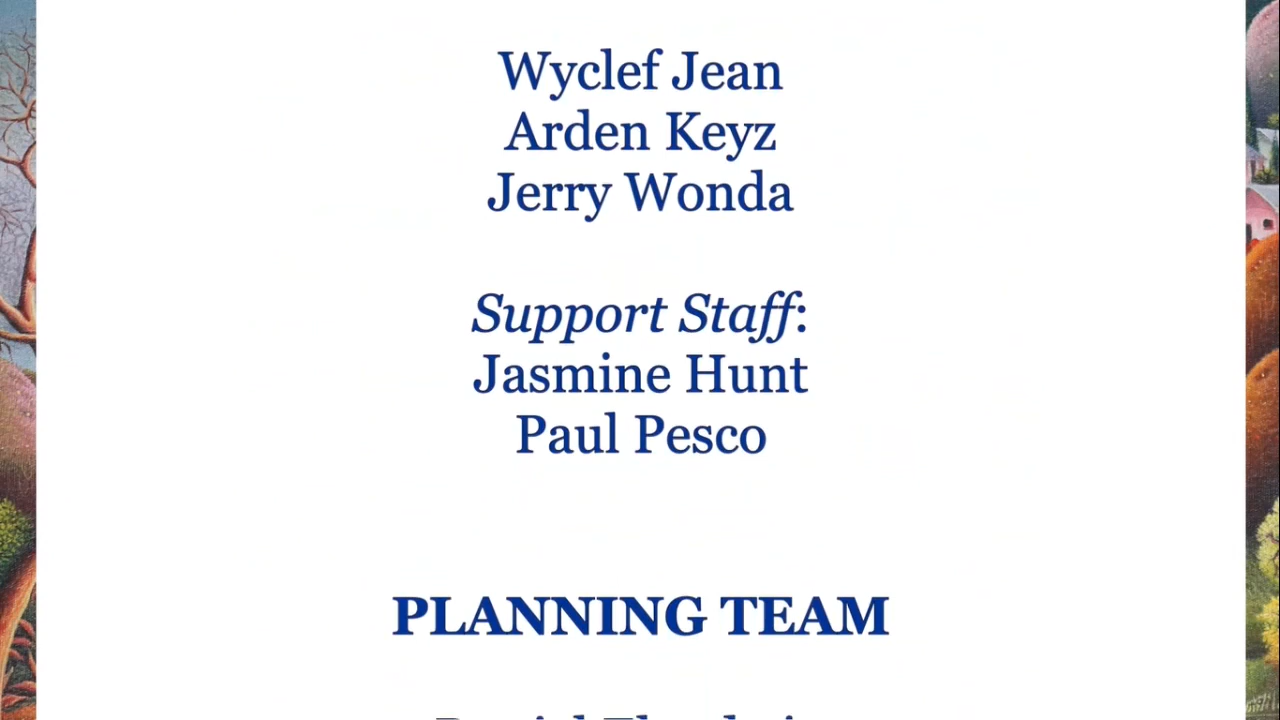 Wyclef Jean
Arden Keyz
Jerry Wonda
Support Staff:
Jasmine Hunt
Paul Pesco
PLANNING TEAM